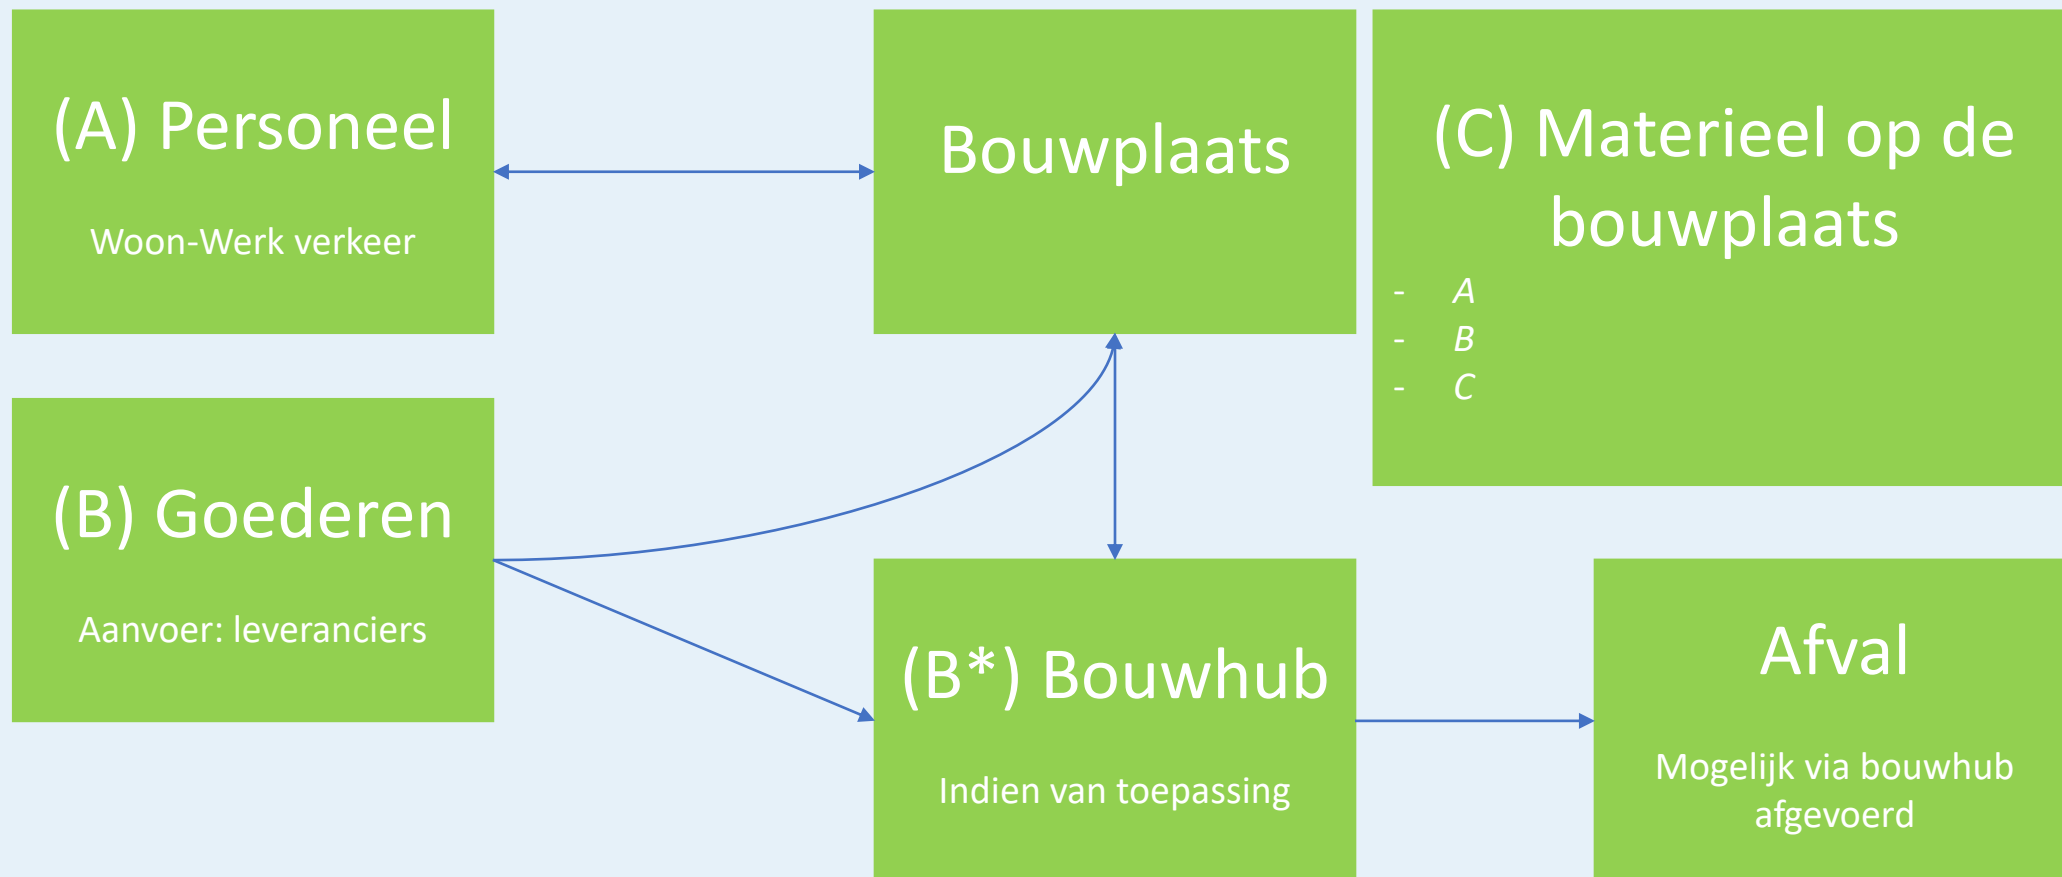 (A) Personeel
Woon-Werk verkeer
Bouwplaats
(C) Materieel op de
bouwplaats
- A
- B
- C
(B) Goederen
Aanvoer: leveranciers
(B*) Bouwhub
Indien van toepassing
Afval
Mogelijk via bouwhub
afgevoerd